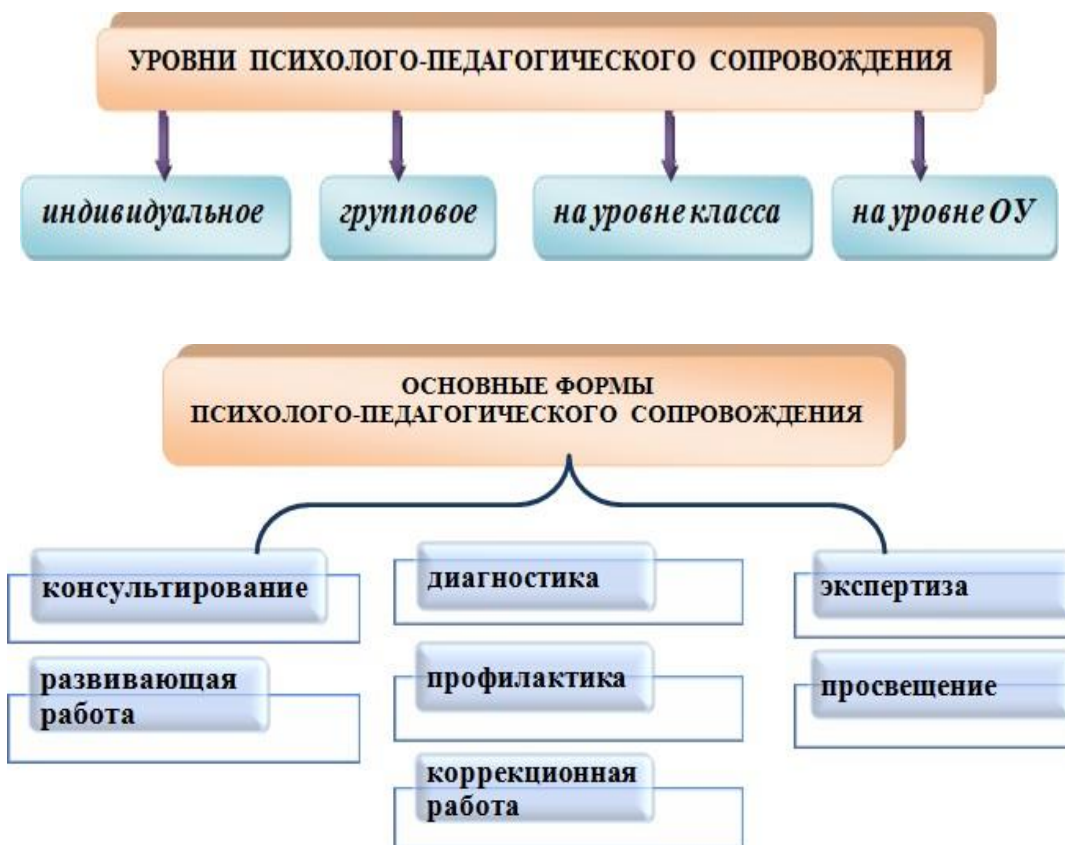 УРОВНИ ПСИХОЛОГО-ПЕДАГОГИЧЕСКОГО СОПРОВОЖДЕНИЯ
индивидуальное
групповое
на уровне класса
на уровне ОУ
ОСНОВНЫЕ ФОРМЫ
ПСИХОЛОГО-ПЕДАГОГИЧЕСКОГО СОПРОВОЖДЕНИЯ
консультирование
диагностика
экспертиза
развивающая
работа
профилактика
просвещение
коррекционная
работа